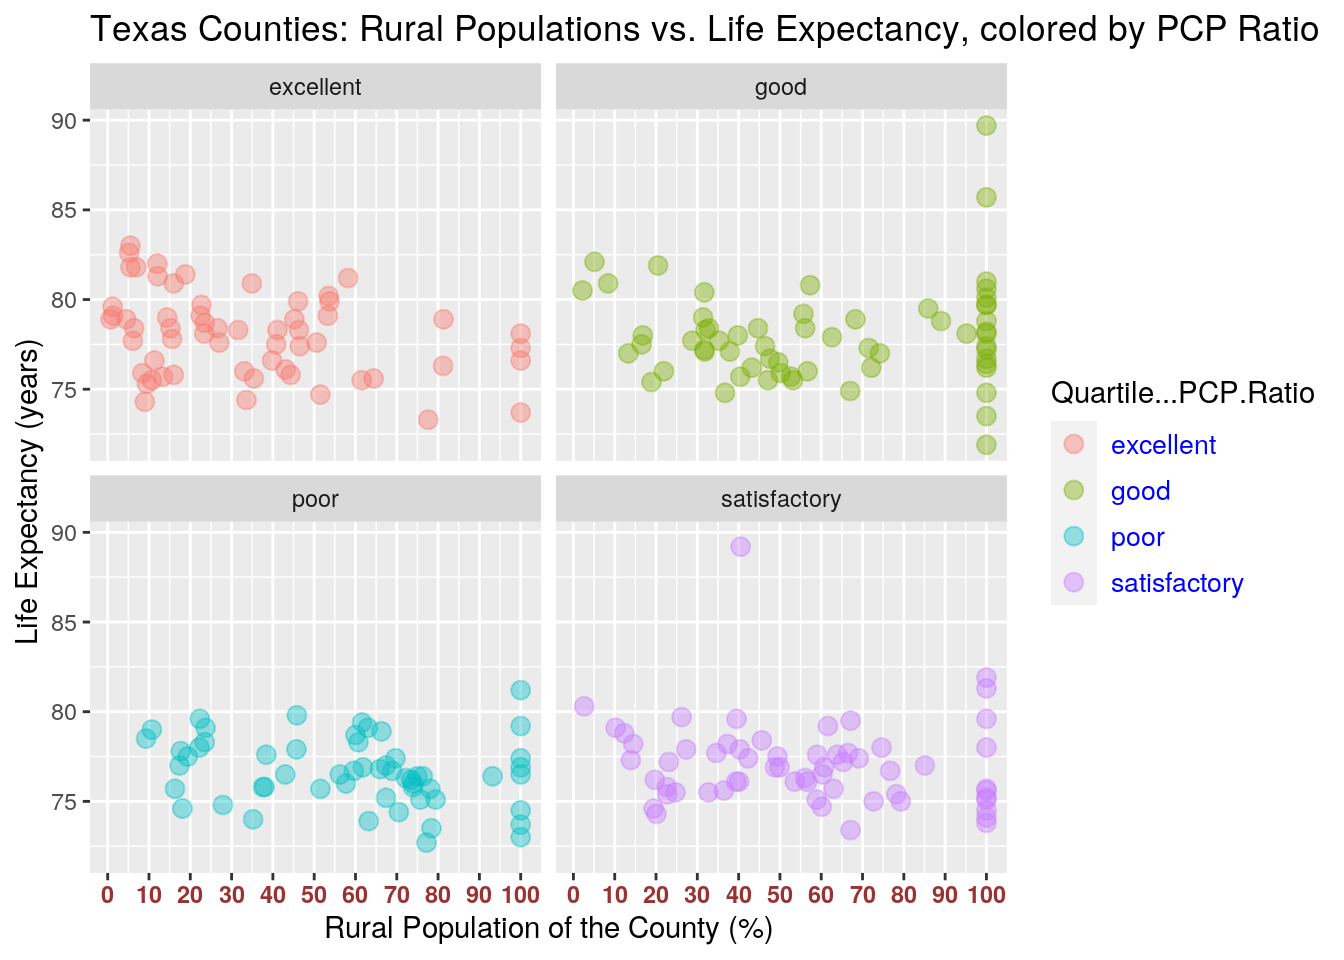 Texas Counties: Rural Populations vs. Life Expectancy, colored by PCP Ratio
excellent
good
90
85
80
75
poor
satisfactory
90
85
80
75
0 10 20 30 40 50 60 70 80 90 100
0 10 20 30 40 50 60 70 80 90 100
Rural Population of the County (%)
Life Expectancy (years)
Quartile...PCP.Ratio
excellent
good
poor
satisfactory